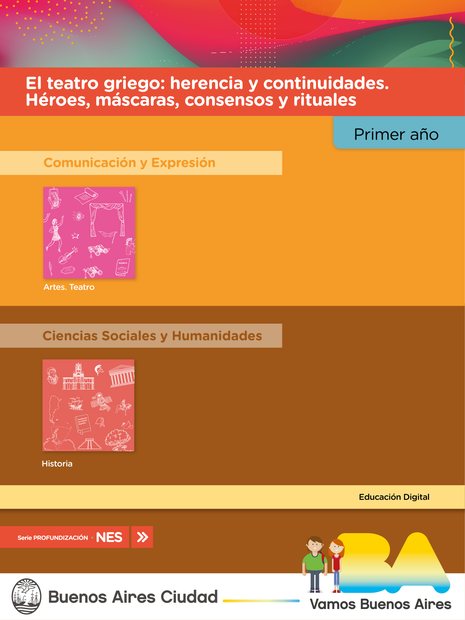 El teatro griego: herencia y continuidades.
Héroes, máscaras, consensos y rituales
Primer año
Comunicación y Expresión
Artes. Teatro
Ciencias Sociales y Humanidades
Historia
Educación Digital
Serie PROFUNDIZACIÓN · NES
BA
Buenos Aires Ciudad
Vamos Buenos Aires